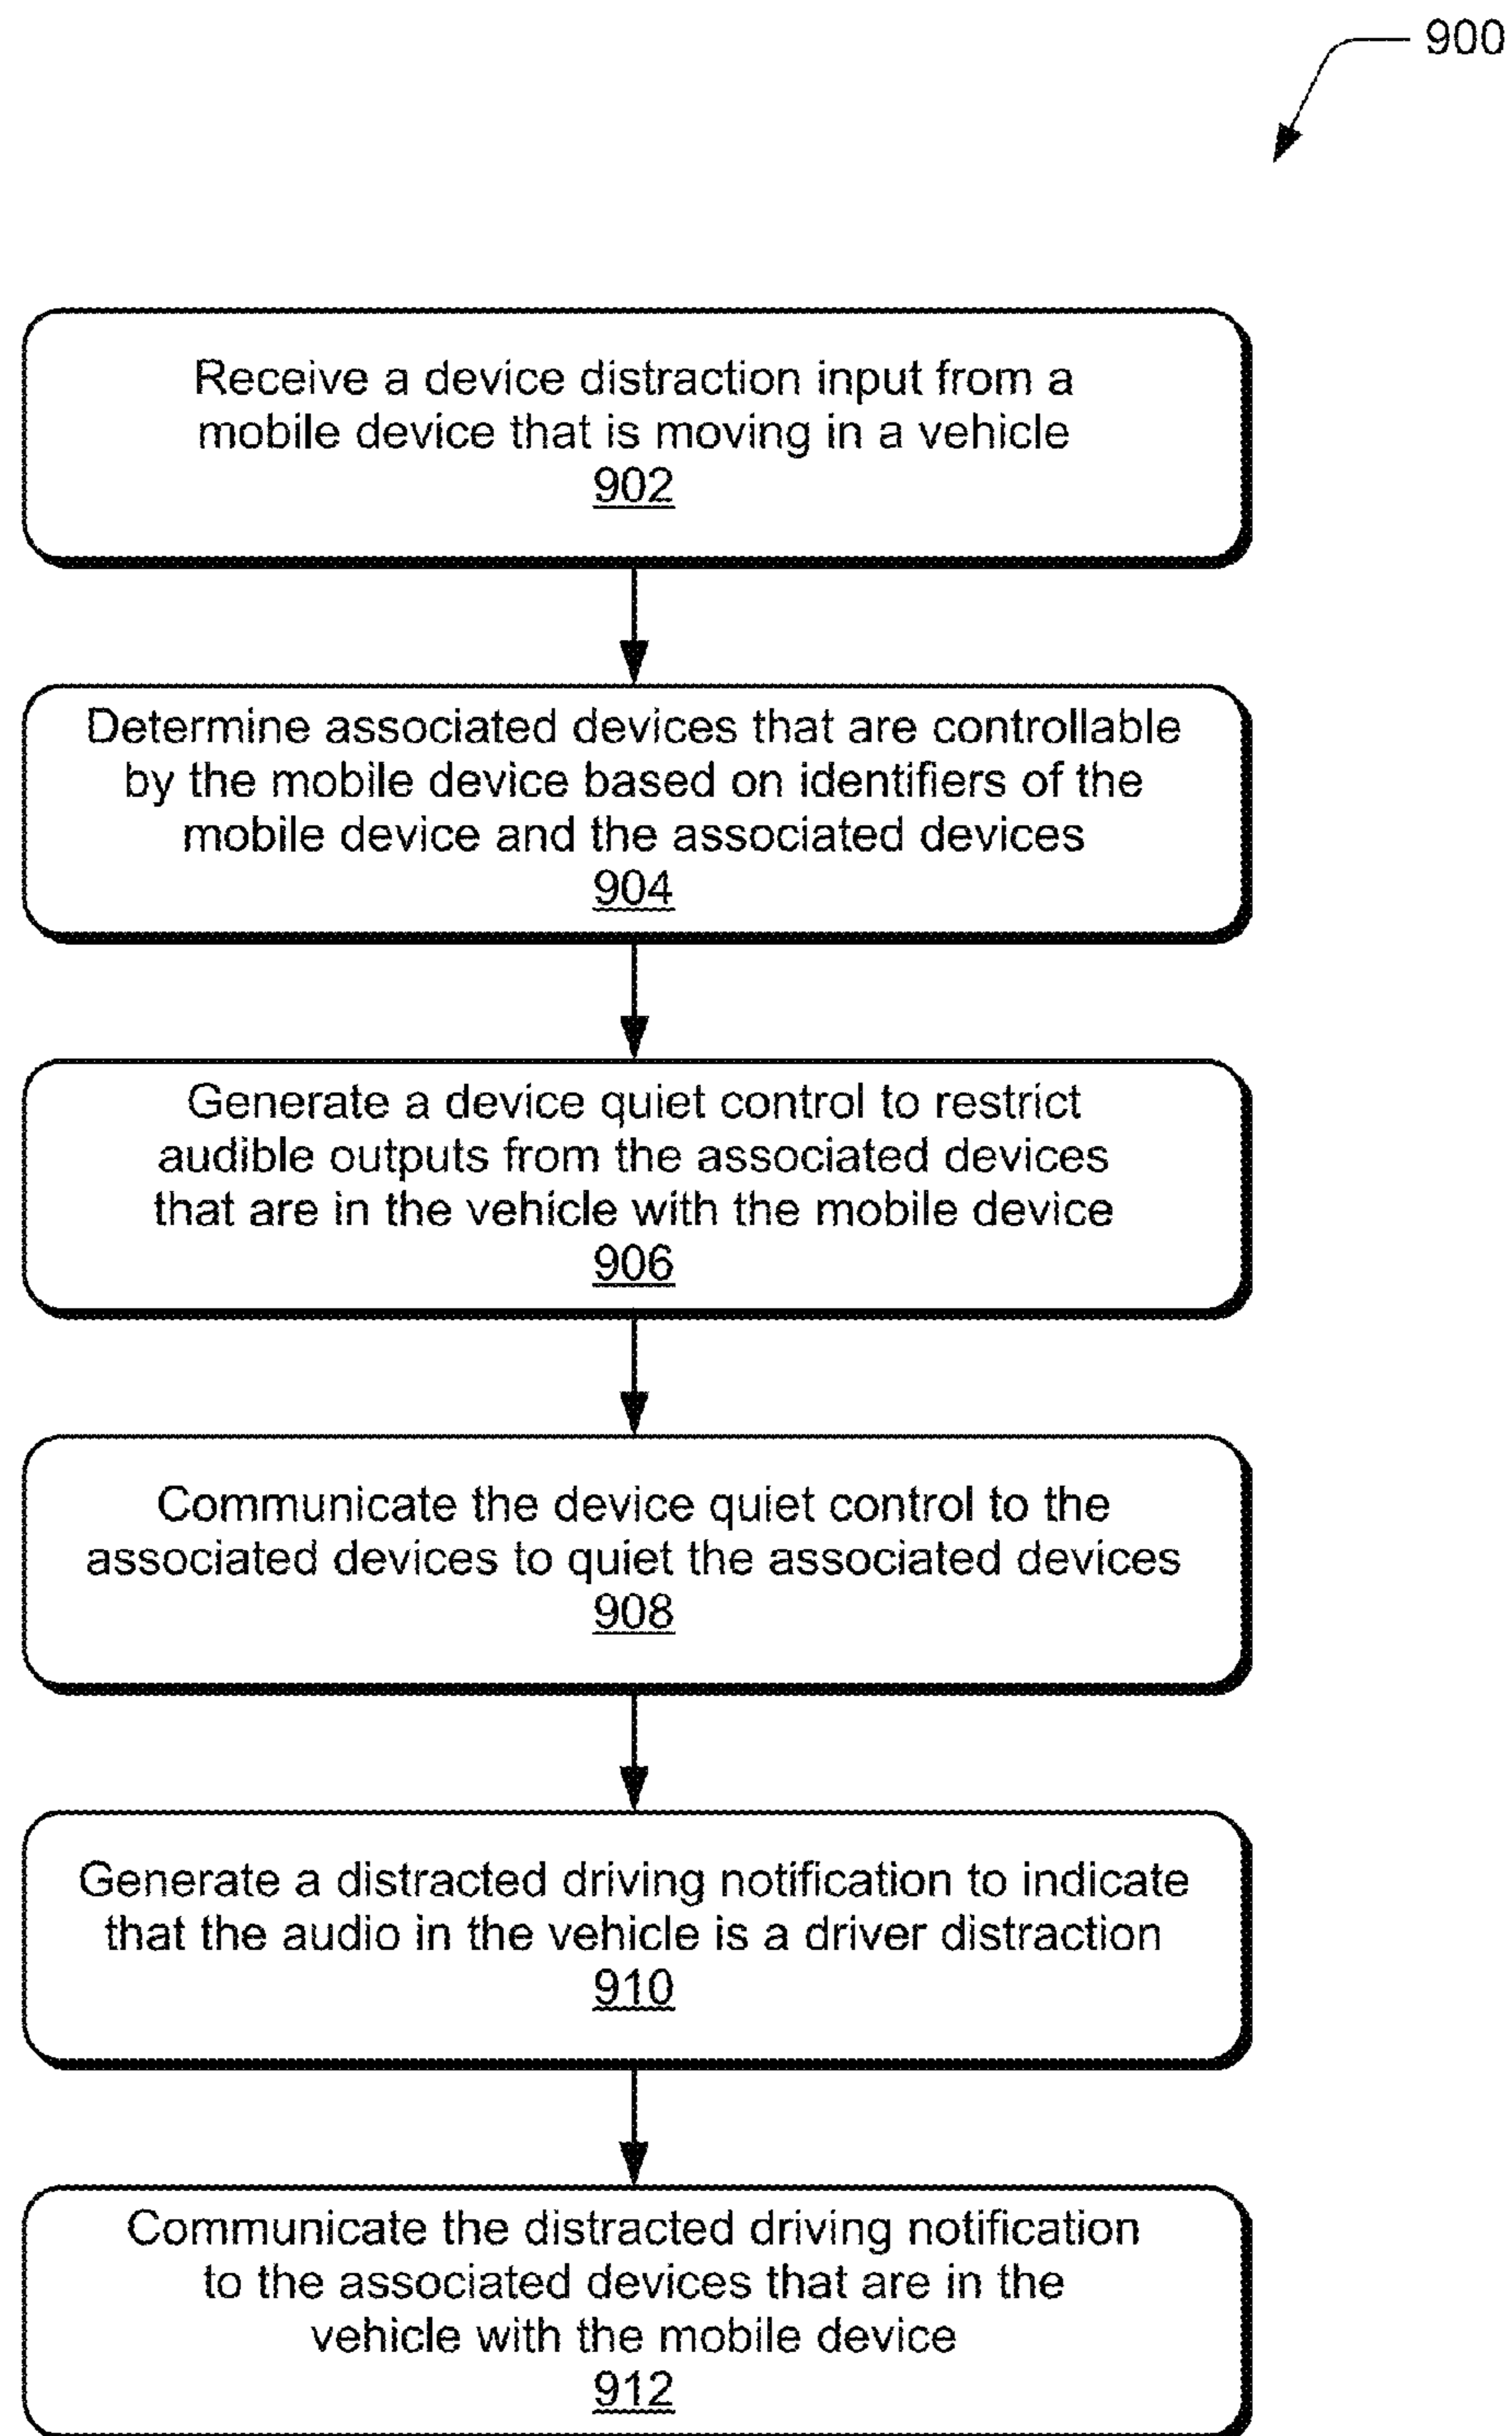 900
Receive a device distraction input from a
mobile device that is moving in a vehicle
902
Determine associated devices that are controllable
by the mobile device based on identifiers of the
mobile device and the associated devices
904
Generate a device quiet control to restrict
audible outputs from the associated devices
that are in the vehicle with the mobile device
906
Communicate the device quiet control to the
associated devices to quiet the associated devices
908
Generate a distracted driving notification to indicate
that the audio in the vehicle is a driver distraction
910
Communicate the distracted driving notification
to the associated devices that are in the
vehicle with the mobile device
912